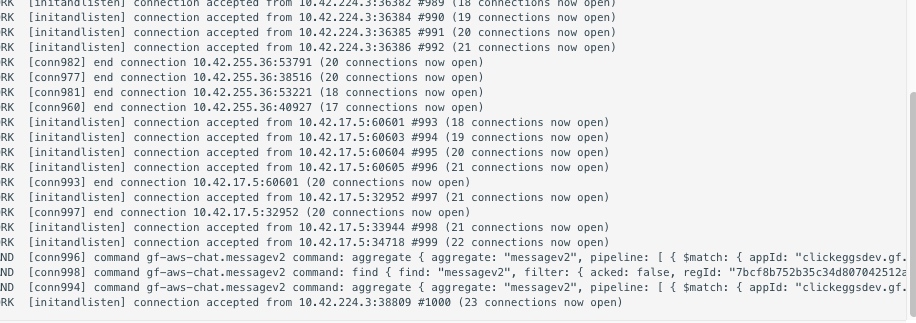 RK [initandlisten] connection accepted from 10.42.224.3:36382 #989 (18 connections now open)
RK [initandlisten] connection accepted from 10.42.224.3:36384 #990 (19 connections now open)
RK [initandlisten] connection accepted from 10.42.224.3:36385 #991 (20 connections now open)
RK [initandlisten] connection accepted from 10.42.224.3:36386 #992 (21 connections now open)
RK [conn982] end connection 10.42.255.36:53791 (20 connections now open)
RK [conn977] end connection 10.42.255.36:38516 (20 connections now open)
RK [conn981] end connection 10.42.255.36:53221 (18 connections now open)
RK [conn960] end connection 10.42.255.36:40927 (17 connections now open)
RK [initandlisten] connection accepted from 10.42.17.5:60601 #993 (18 connections now open)
RK [initandlisten] connection accepted from 10.42.17.5:60603 #994 (19 connections now open)
RK [initandlisten] connection accepted from 10.42.17.5:60604 #995 (20 connections now open)
RK [initandlisten] connection accepted from 10.42.17.5:60605 #996 (21 connections now open)
RK [conn993] end connection 10.42.17.5:60601 (20 connections now open)
RK [initandlisten] connection accepted from 10.42.17.5:32952 #997 (21 connections now open)
RK [conn997] end connection 10.42.17.5:32952 (20 connections now open)
RK [initandlisten] connection accepted from 10.42.17.5:33944 #998 (21 connections now open)
RK [initandlisten] connection accepted from 10.42.17.5:34718 #999 (22 connections now open)
ND [conn996] command gf-aws-chat.messagev2 command: aggregate { aggregate: "messagev2", pipeline: [ { $match: { appId: "clickeggsdev.gf.
ND [conn998] command gf-aws-chat.messagev2 command: find { find: "messagev2", filter: { acked: false, regId: "7bcf8b752b35c34d807042512a
ND [conn994] command gf-aws-chat.messagev2 command: aggregate { aggregate: "messagev2", pipeline: [ { $match: { appId: "clickeggsdev.gf.
RK [initandlisten] connection accepted from 10.42.224.3:38809 #1000 (23 connections now open)